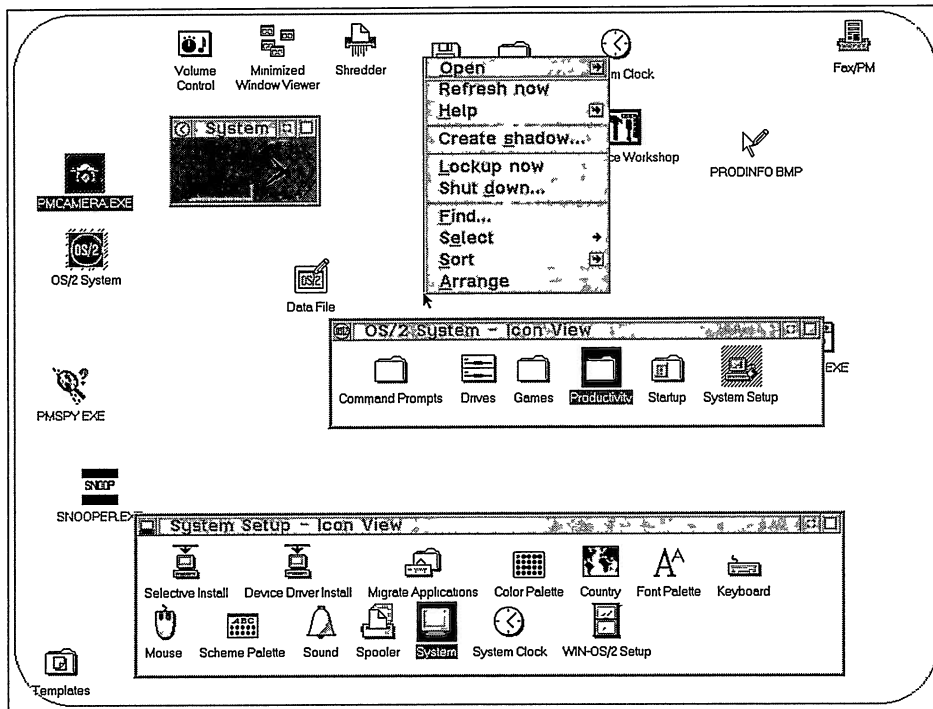 Volume
Control
Minimized
Window Viewer
Shredder
m Clock
Fax/PM
Open
Refresh now
Help
Create shadow...
Lockup now
Shut down...
Find...
Select
Sort
Arrange
System
ce Workshop
PRODINFO BMP
PMCAMERA.EXE
OS/2
OS/2 System
OS/2
Data File
OS/2 System - Icon View
EXE
Command Prompts
Drives
Games
Productivity
Startup
System Setup
PMSPY EXE
SNOOP
SNOOPER.EXE
System Setup - Icon View
Selective Install
Device Driver Install
Migrate Applications
Color Palette
Country
Font Palette
Keyboard
ABC
Mouse
Scheme Palette
Sound
Spooler
System
System Clock
WIN-OS/2 Setup
Templates